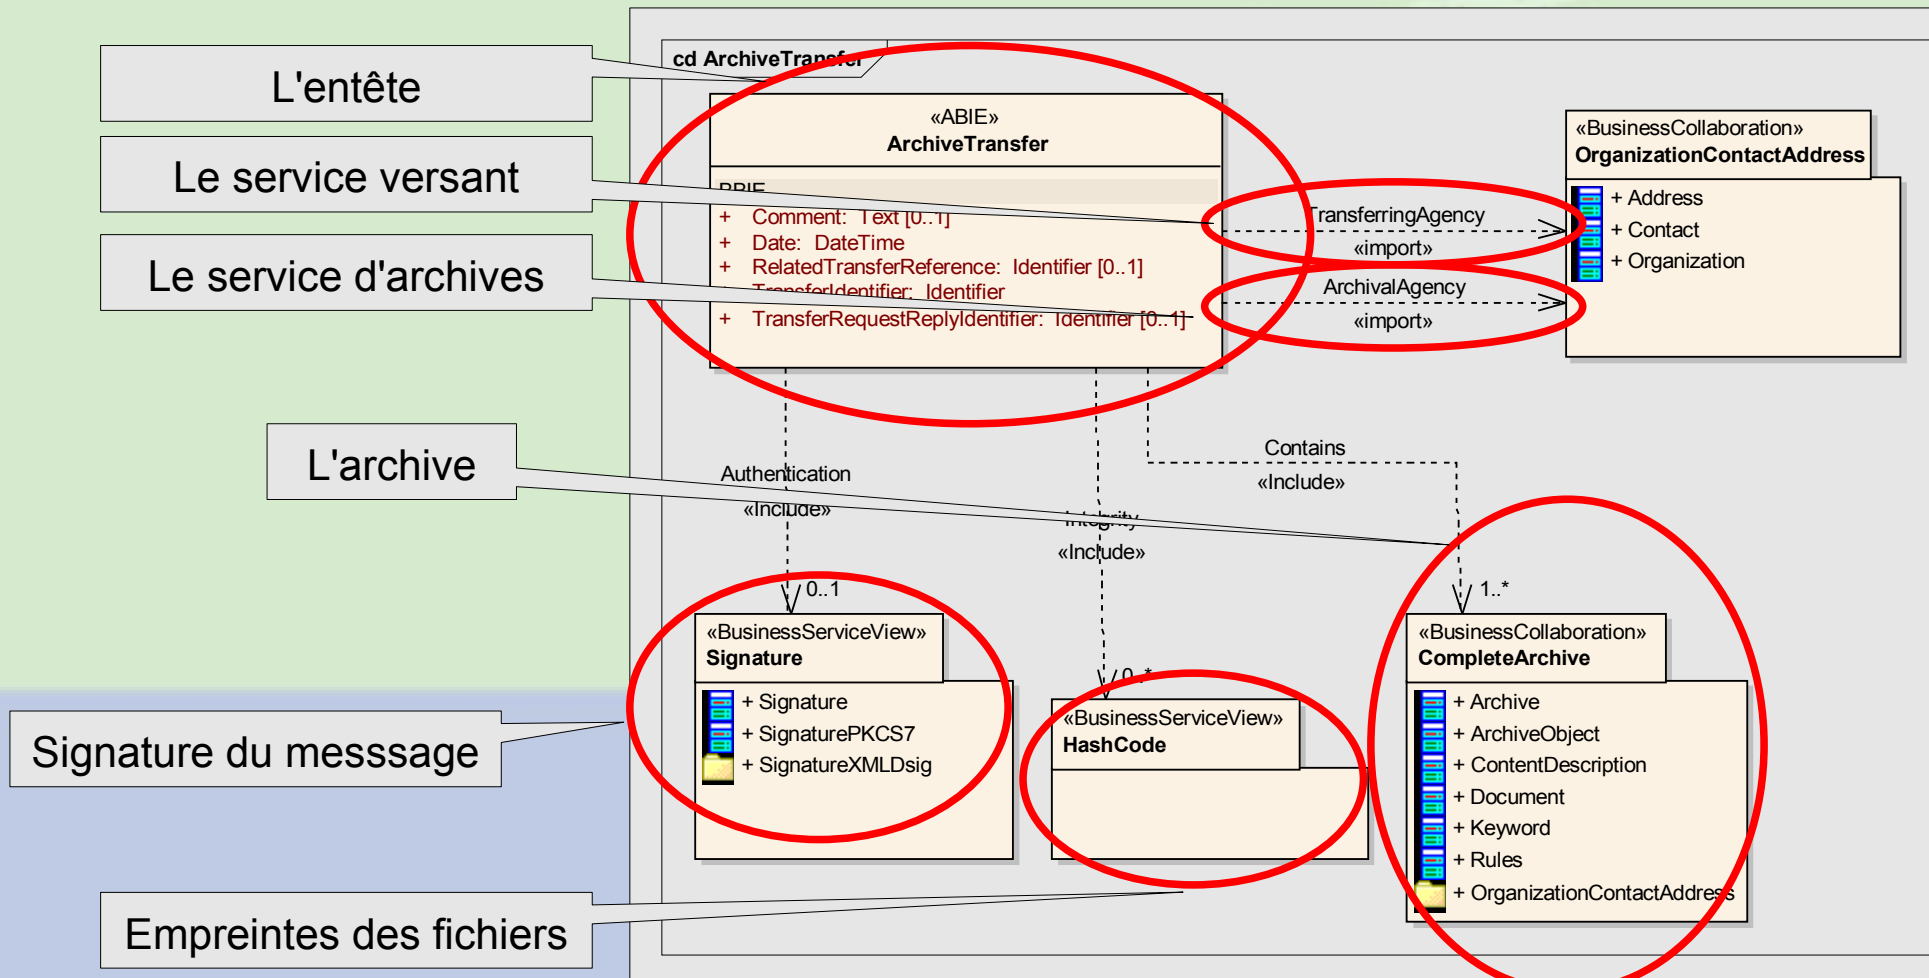 L'entête
Le service versant
Le service d'archives
L'archive
Signature du messsage
Empreintes des fichiers
cd ArchiveTransfer
«ABIE»
ArchiveTransfer
BBIE
+ Comment: Text [0..1]
+ Date: DateTime
+ RelatedTransferReference: Identifier [0..1]
+ TransferIdentifier: Identifier
+ TransferRequestReplyIdentifier: Identifier [0..1]
TransferringAgency
«import»
ArchivalAgency
«import»
«BusinessCollaboration»
OrganizationContactAddress
+ Address
+ Contact
+ Organization
Authentication
«Include»
0..1
Integrity
«Include»
0..*
Contains
«Include»
1..*
«BusinessServiceView»
Signature
+ Signature
+ SignaturePKCS7
+ SignatureXMLDsig
«BusinessServiceView»
HashCode
«BusinessCollaboration»
CompleteArchive
+ Archive
+ ArchiveObject
+ ContentDescription
+ Document
+ Keyword
+ Rules
+ OrganizationContactAddress